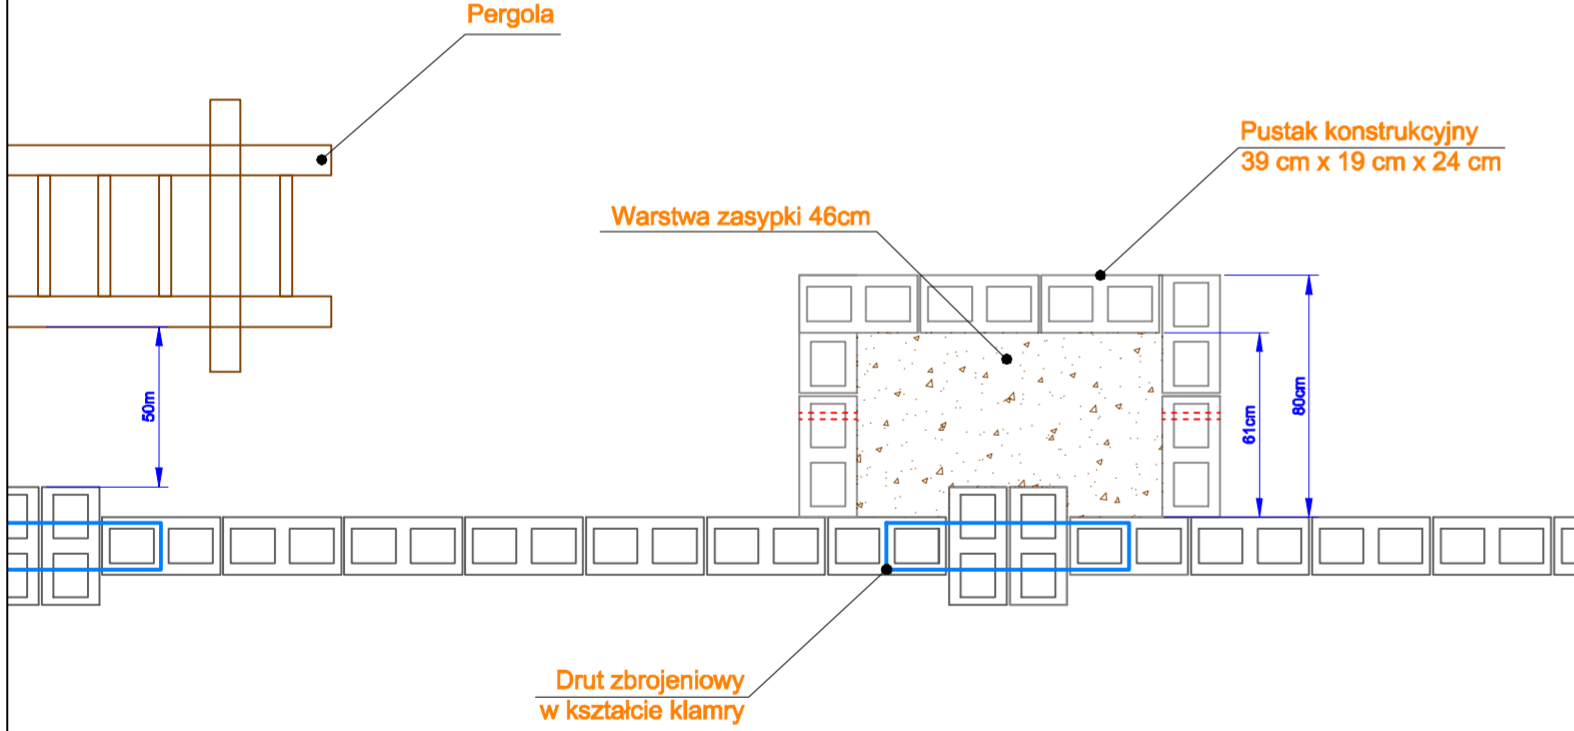 Pergola
Pustak konstrukcyjny
39 cm x 19 cm x 24 cm
Warstwa zasypki 46cm
50m
61cm
80cm
Drut zbrojeniowy
w kształcie klamry